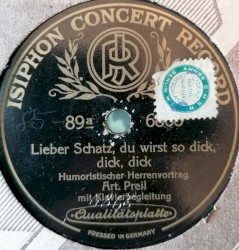 ISIPHON CONCERT RECORD
89a
Lieber Schatz, du wirst so dick,
dick, dick
Humoristischer Herrenvortrag
Art. Preil
mit Klavierbegleitung
Qualitätsplatte
PRESSED IN GERMANY